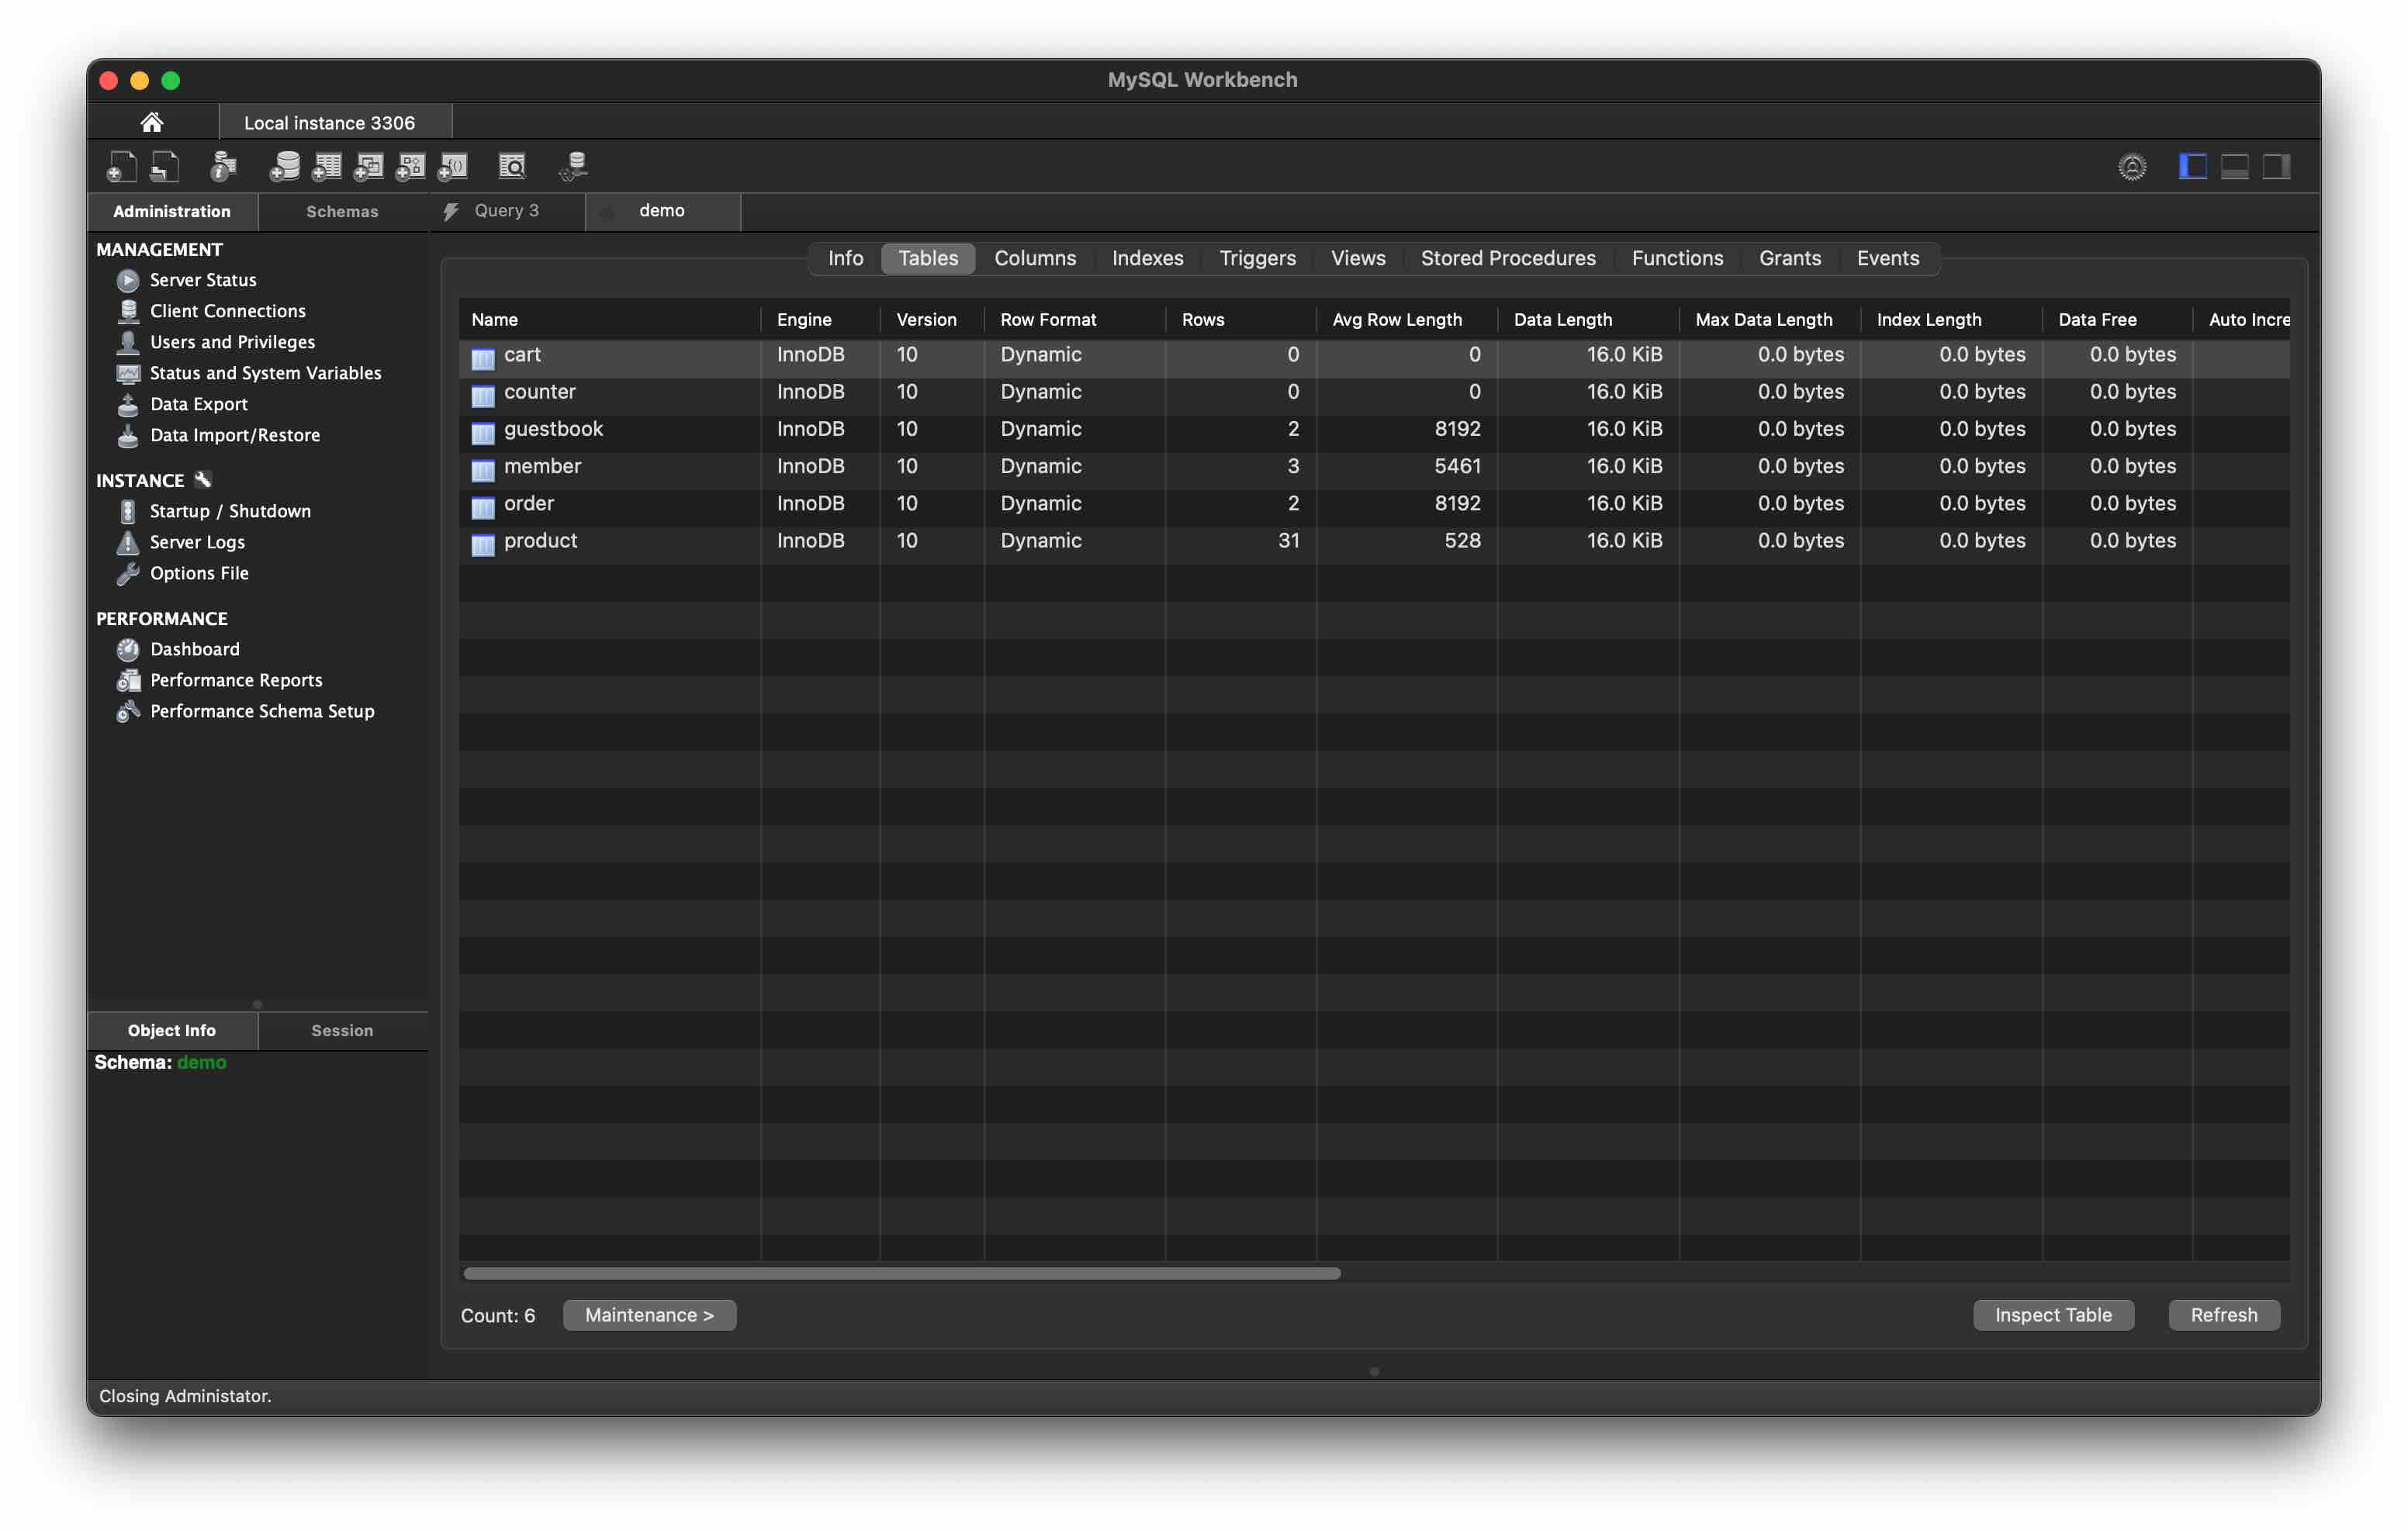 MySQL Workbench
Local instance 3306
Administration Schemas Query 3 demo
MANAGEMENT
Server Status
Client Connections
Users and Privileges
Status and System Variables
Data Export
Data Import/Restore
INSTANCE
Startup / Shutdown
Server Logs
Options File
PERFORMANCE
Dashboard
Performance Reports
Performance Schema Setup
Object Info Session
Schema: demo
Info Tables Columns Indexes Triggers Views Stored Procedures Functions Grants Events
Name Engine Version Row Format Rows Avg Row Length Data Length Max Data Length Index Length Data Free Auto Incre
cart InnoDB 10 Dynamic 0 0 16.0 KiB 0.0 bytes 0.0 bytes 0.0 bytes
counter InnoDB 10 Dynamic 0 0 16.0 KiB 0.0 bytes 0.0 bytes 0.0 bytes
guestbook InnoDB 10 Dynamic 2 8192 16.0 KiB 0.0 bytes 0.0 bytes 0.0 bytes
member InnoDB 10 Dynamic 3 5461 16.0 KiB 0.0 bytes 0.0 bytes 0.0 bytes
order InnoDB 10 Dynamic 2 8192 16.0 KiB 0.0 bytes 0.0 bytes 0.0 bytes
product InnoDB 10 Dynamic 31 528 16.0 KiB 0.0 bytes 0.0 bytes 0.0 bytes
Count: 6 Maintenance > Inspect Table Refresh
Closing Administator.